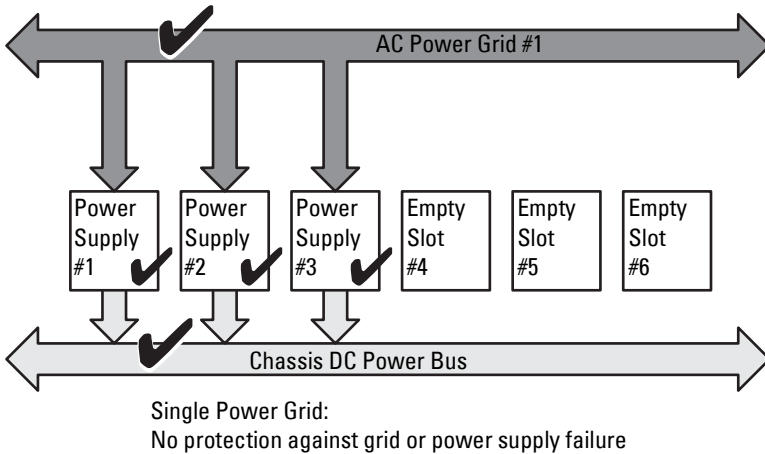 AC Power Grid #1
Power
Supply
#1
Power
Supply
#2
Power
Supply
#3
Empty
Slot
#4
Empty
Slot
#5
Empty
Slot
#6
Chassis DC Power Bus
Single Power Grid:
No protection against grid or power supply failure